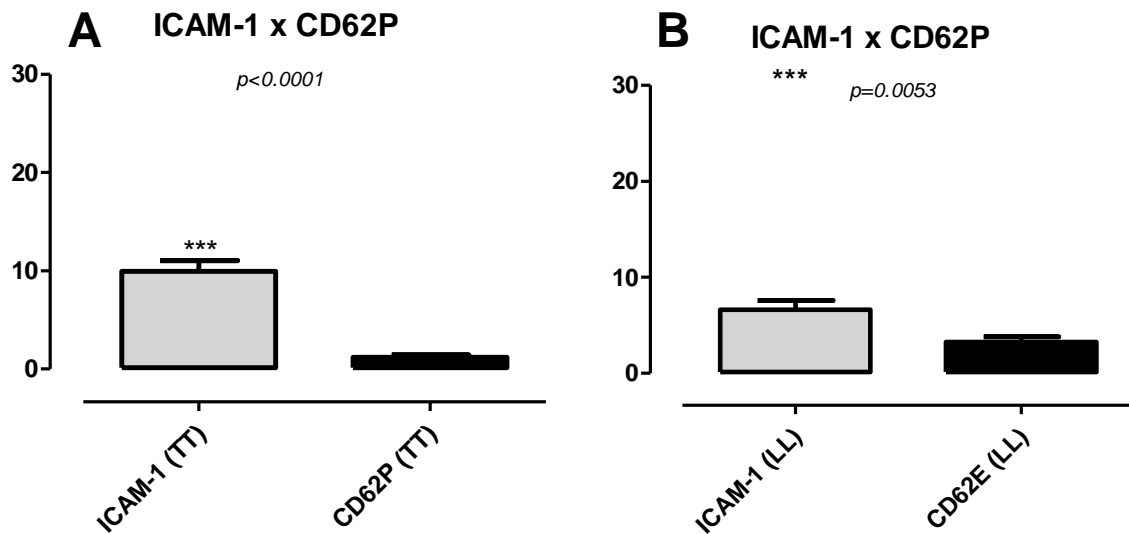 A
ICAM-1 x CD62P
p<0.0001
30
20
10
0
***
ICAM-1 (TT)
CD62P (TT)
B
ICAM-1 x CD62P
***
p=0.0053
30
20
10
0
ICAM-1 (LL)
CD62E (LL)